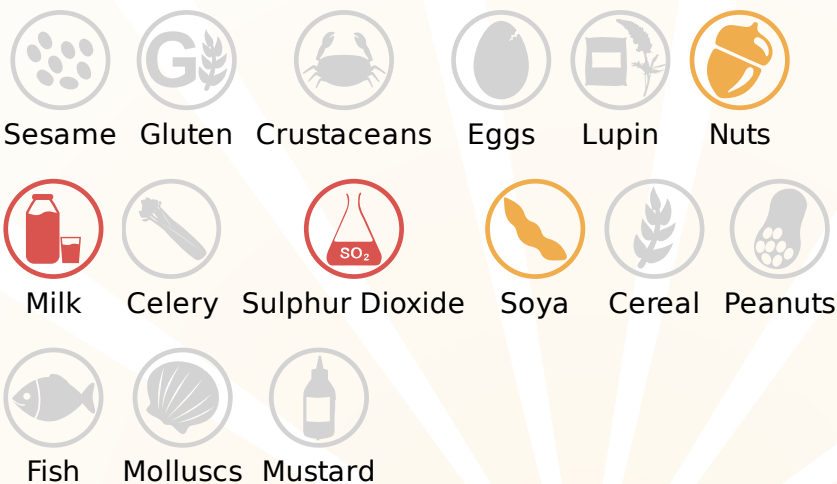 G
Sesame Gluten Crustaceans Eggs Lupin Nuts
SO₂
Milk Celery Sulphur Dioxide Soya Cereal Peanuts
Fish Molluscs Mustard